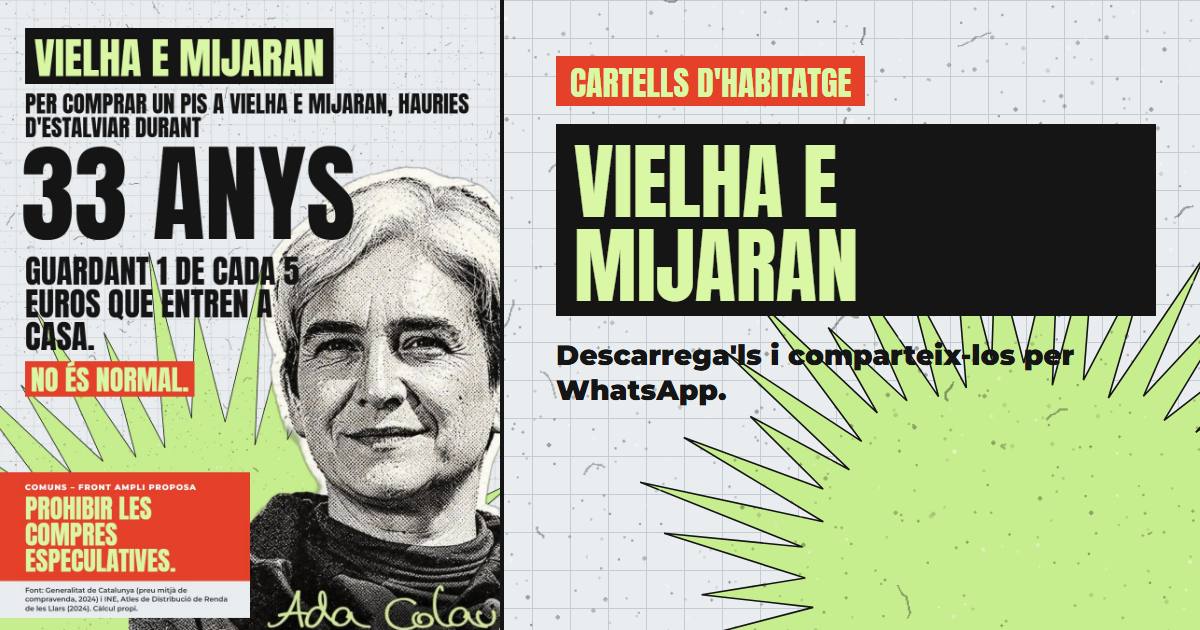 VIELHA E MIJARAN
PER COMPRAR UN PIS A VIELHA E MIJARAN, HAURIES
D'ESTALVIAR DURANT
33 ANYS
GUARDANT 1 DE CADA 5
EUROS QUE ENTREN A
CASA.
NO ÉS NORMAL.
COMUNS – FRONT AMPLI PROPOSA
PROHIBIR LES
COMPRES
ESPECULATIVES.
Font: Generalitat de Catalunya (preu mitjà de
compravenda, 2024) i INE, Atles de Distribució de Renda
de les Llars (2024). Càlcul propi.
Ada Colau
CARTELLS D'HABITATGE
VIELHA E
MIJARAN
Descarrega'ls i comparteix-los per
WhatsApp.